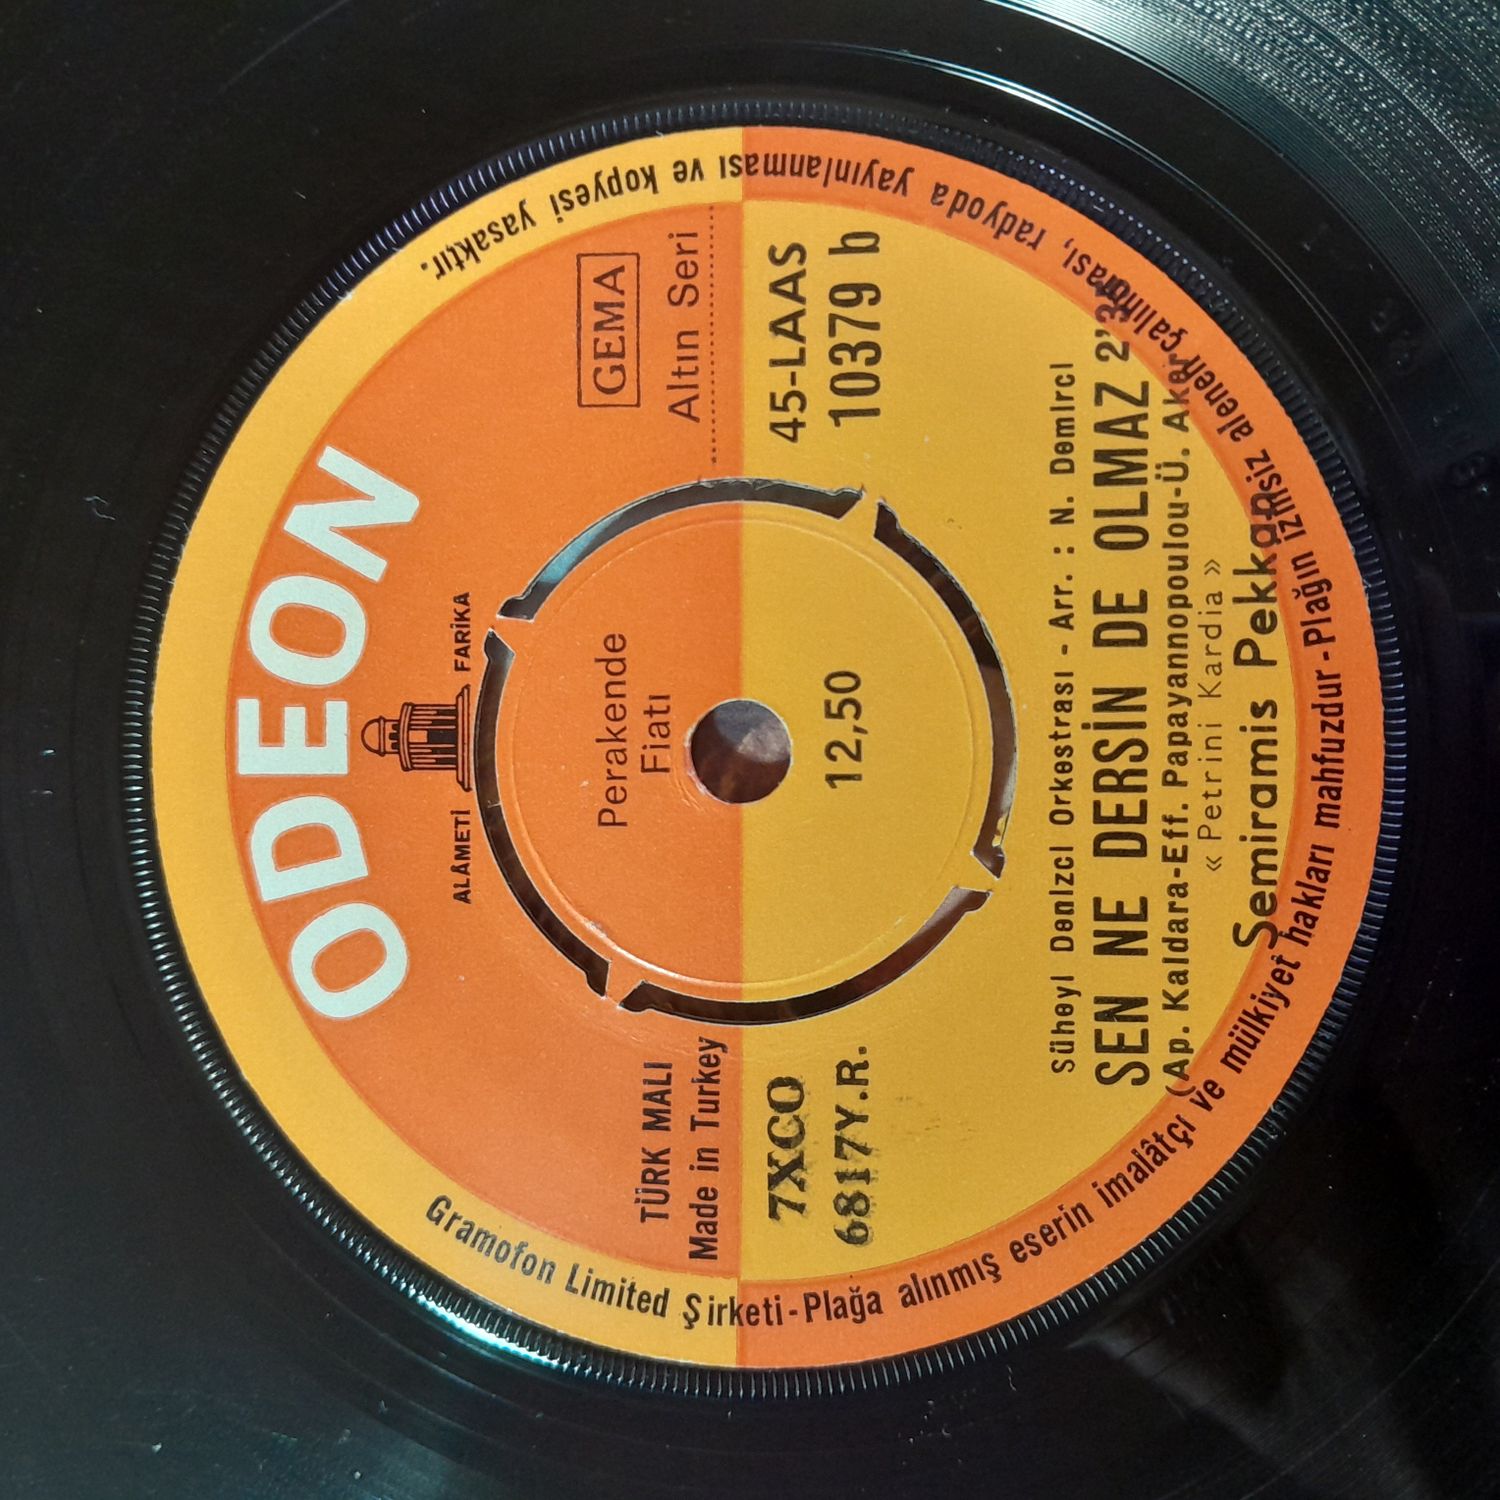 ODEON
ALÂMETİ FARİKA
GEMA
TÜRK MALI
Made in Turkey
Altın Seri
Perakende
Fiatı
12,50
7XCO
6817Y.R.
45-LAAS
10379 b
Süheyl Denizci Orkestrası - Arr. : N. Demirci
SEN NE DERSİN DE OLMAZ
(Ap. Kaldara-Eff. Papayannopoulou-Ü. Aker
« Petrini Kardia »
Semiramis Pekkan
Gramofon Limited Şirketi - Plağa alınmış eserin imalâtçı ve mülkiyet hakları mahfuzdur - Plağın izinsiz alenen çalınması, radyoda yayınlanması ve kopyesi yasaktır.